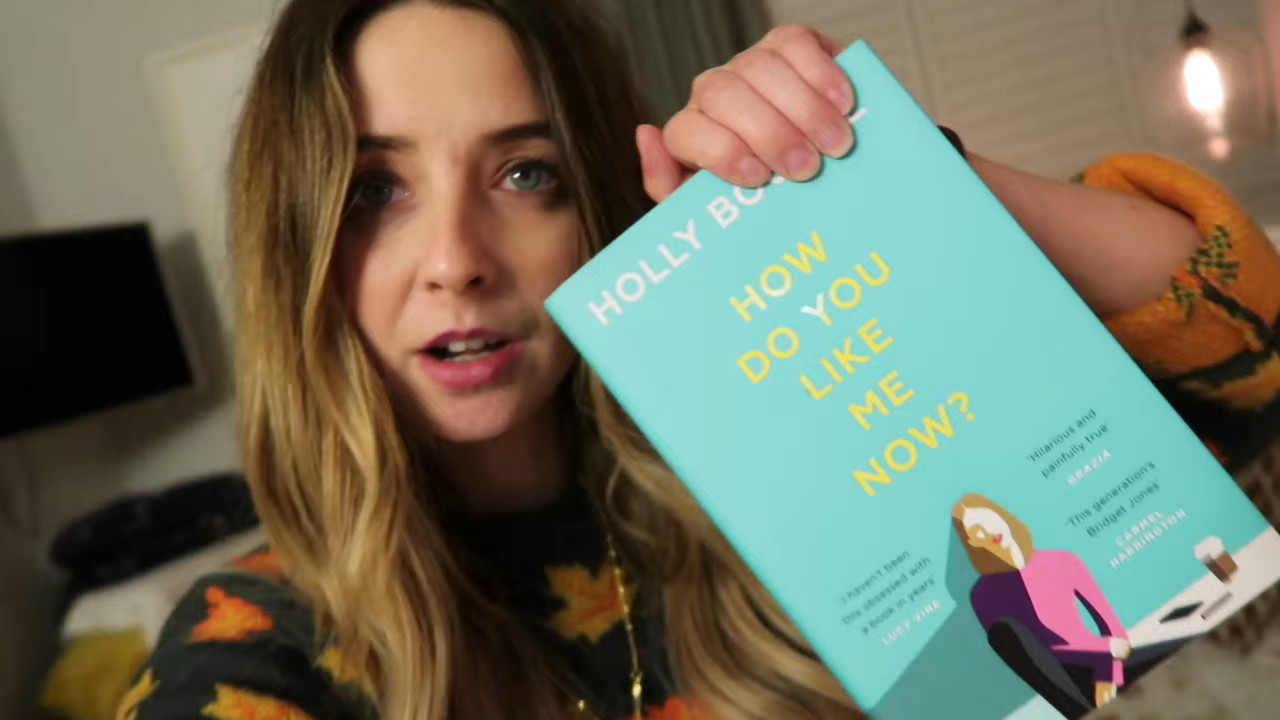 HOLLY BO
HOW
DO YOU
LIKE
ME
NOW?
'Hilarious and
painfully true'
GRAZIA
'This generation's
Bridget Jones'
CARMEL
HARRINGTON
'I haven't been
this obsessed with
a book in years'
LUCY VINE